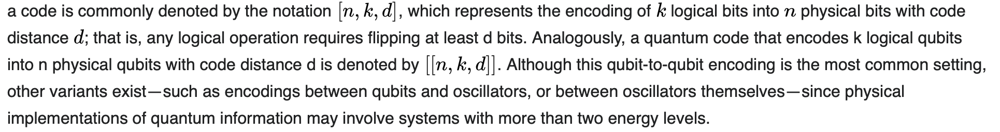 a code is commonly denoted by the notation [n, k, d], which represents the encoding of k logical bits into n physical bits with code
distance d; that is, any logical operation requires flipping at least d bits. Analogously, a quantum code that encodes k logical qubits
into n physical qubits with code distance d is denoted by [[n, k, d]]. Although this qubit-to-qubit encoding is the most common setting,
other variants exist—such as encodings between qubits and oscillators, or between oscillators themselves—since physical
implementations of quantum information may involve systems with more than two energy levels.